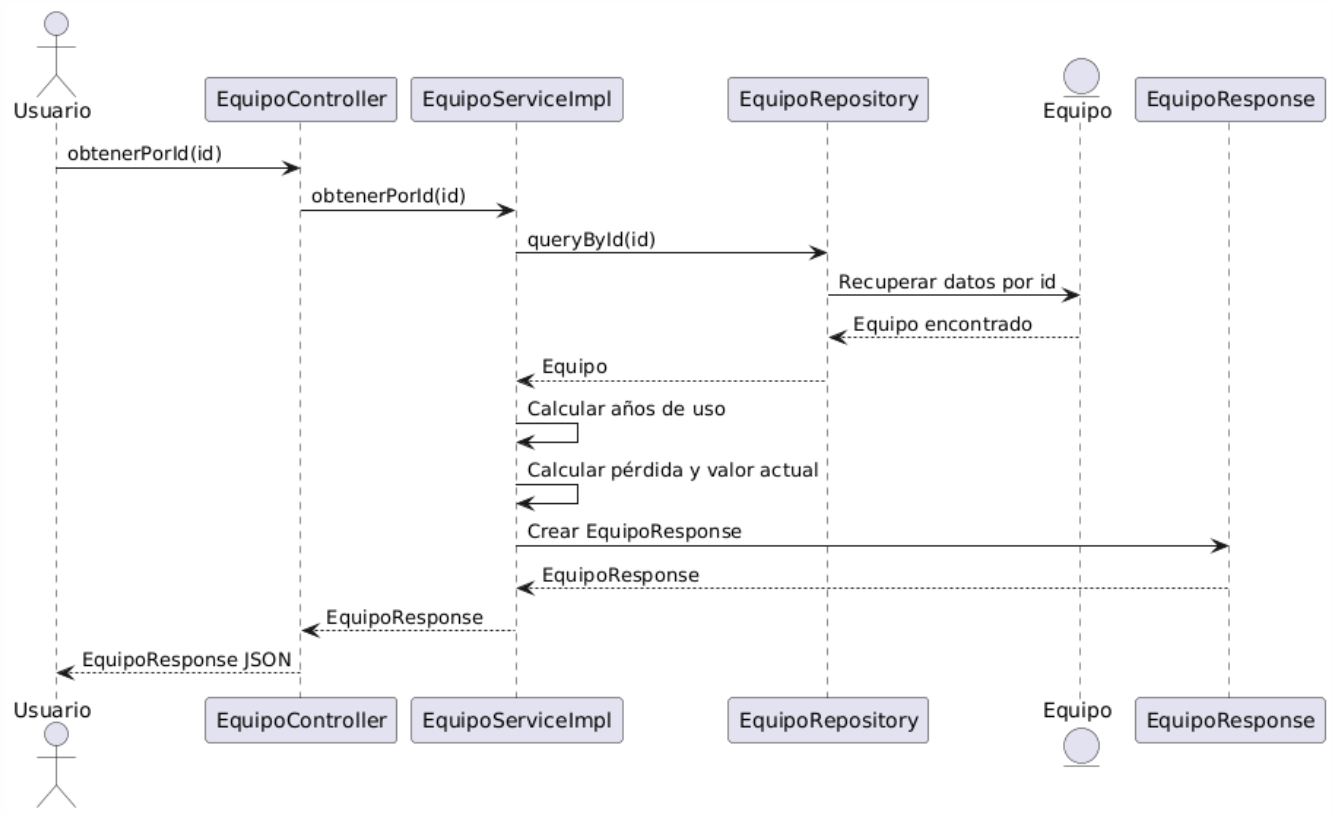 Usuario
EquipoController
EquipoServiceImpl
EquipoRepository
Equipo
EquipoResponse
obtenerPorId(id)
obtenerPorId(id)
queryById(id)
Recuperar datos por id
Equipo encontrado
Equipo
Calcular años de uso
Calcular pérdida y valor actual
Crear EquipoResponse
EquipoResponse
EquipoResponse
EquipoResponse JSON
Usuario
EquipoController
EquipoServiceImpl
EquipoRepository
Equipo
EquipoResponse